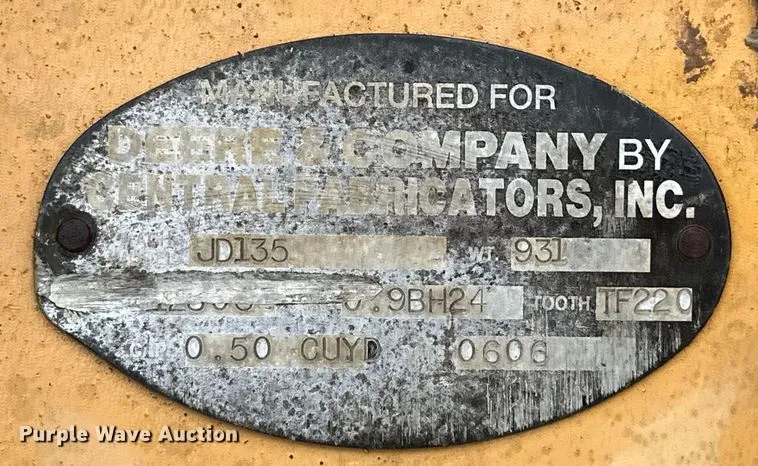 MANUFACTURED FOR
DEERE & COMPANY BY
CENTRAL FABRICATORS, INC.
JD135 WT. 931
.9BH24 TOOTH TF220
CAP. 0.50 CUYD 0606
Purple Wave Auction